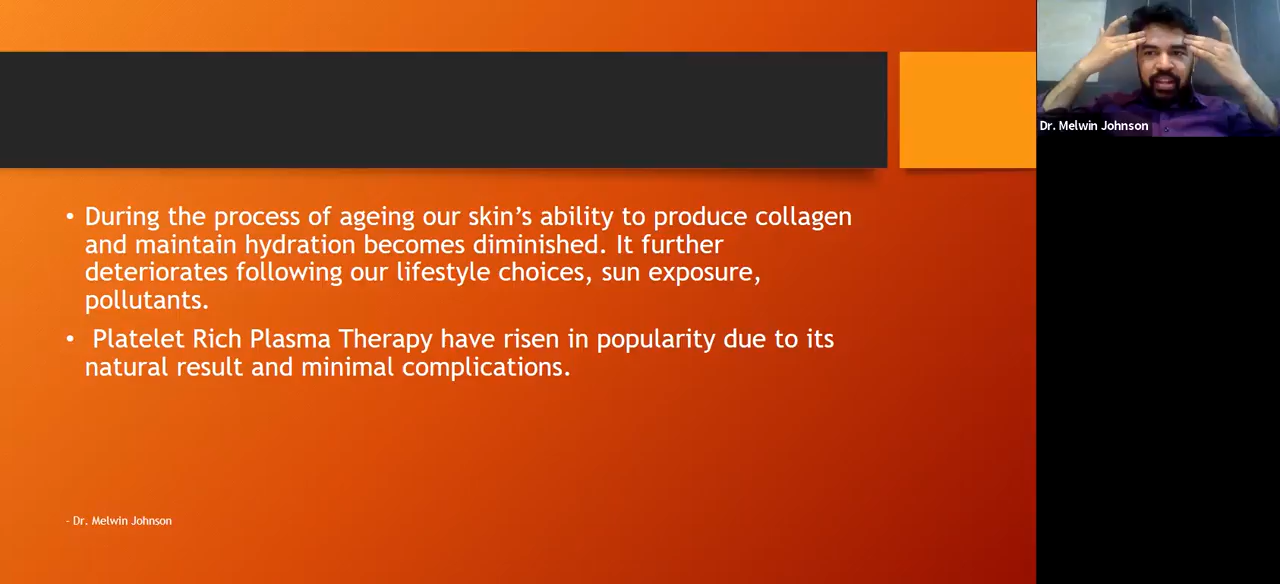 • During the process of ageing our skin’s ability to produce collagen
and maintain hydration becomes diminished. It further
deteriorates following our lifestyle choices, sun exposure,
pollutants.
• Platelet Rich Plasma Therapy have risen in popularity due to its
natural result and minimal complications.
- Dr. Melwin Johnson
Dr. Melwin Johnson